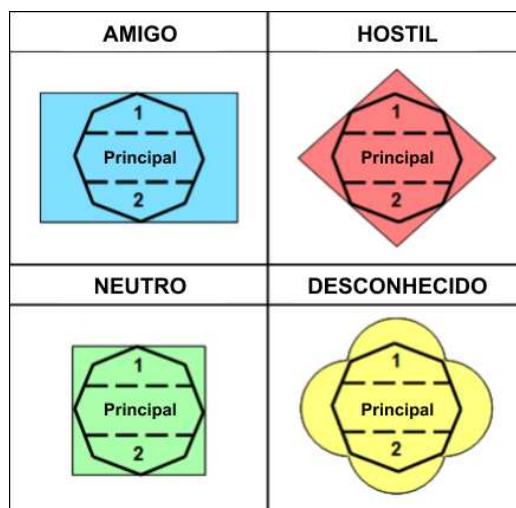 AMIGO
HOSTIL
1
Principal
2
1
Principal
2
NEUTRO
DESCONHECIDO
1
Principal
2
1
Principal
2